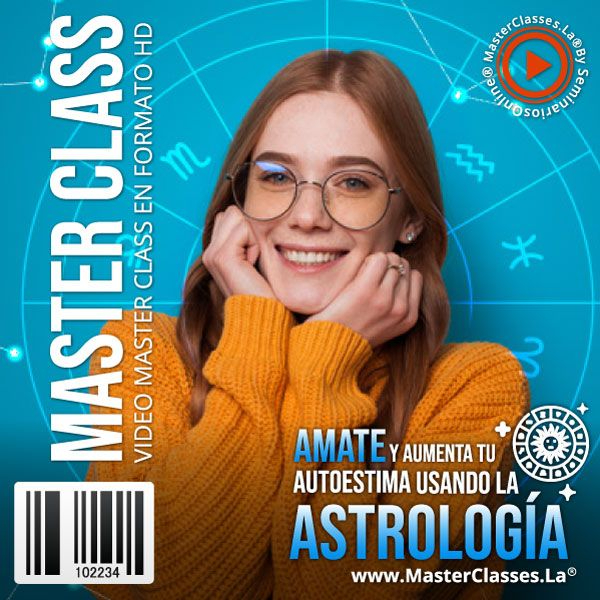 MASTER CLASS
VIDEO MASTER CLASS EN FORMATO HD
MasterClasses.La®By SeminariosOnline®
AMATE Y AUMENTA TU
AUTOESTIMA USANDO LA
ASTROLOGÍA
www.MasterClasses.La®
102234